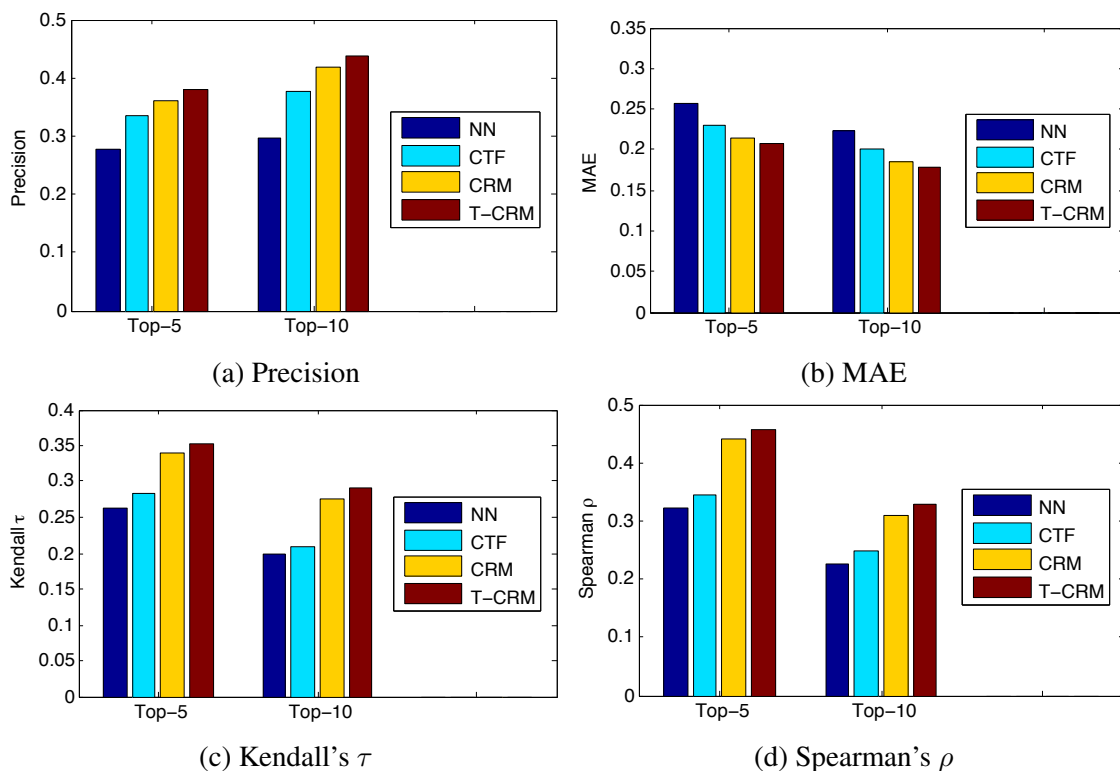 0.5
0.4
0.3
0.2
0.1
0
Precision
Top-5
Top-10
NN
CTF
CRM
T-CRM
(a) Precision
0.35
0.3
0.25
0.2
0.15
0.1
0.05
0
MAE
Top-5
Top-10
NN
CTF
CRM
T-CRM
(b) MAE
0.4
0.35
0.3
0.25
0.2
0.15
0.1
0.05
0
Kendall τ
Top-5
Top-10
NN
CTF
CRM
T-CRM
(c) Kendall's τ
0.5
0.4
0.3
0.2
0.1
0
Spearman ρ
Top-5
Top-10
NN
CTF
CRM
T-CRM
(d) Spearman's ρ